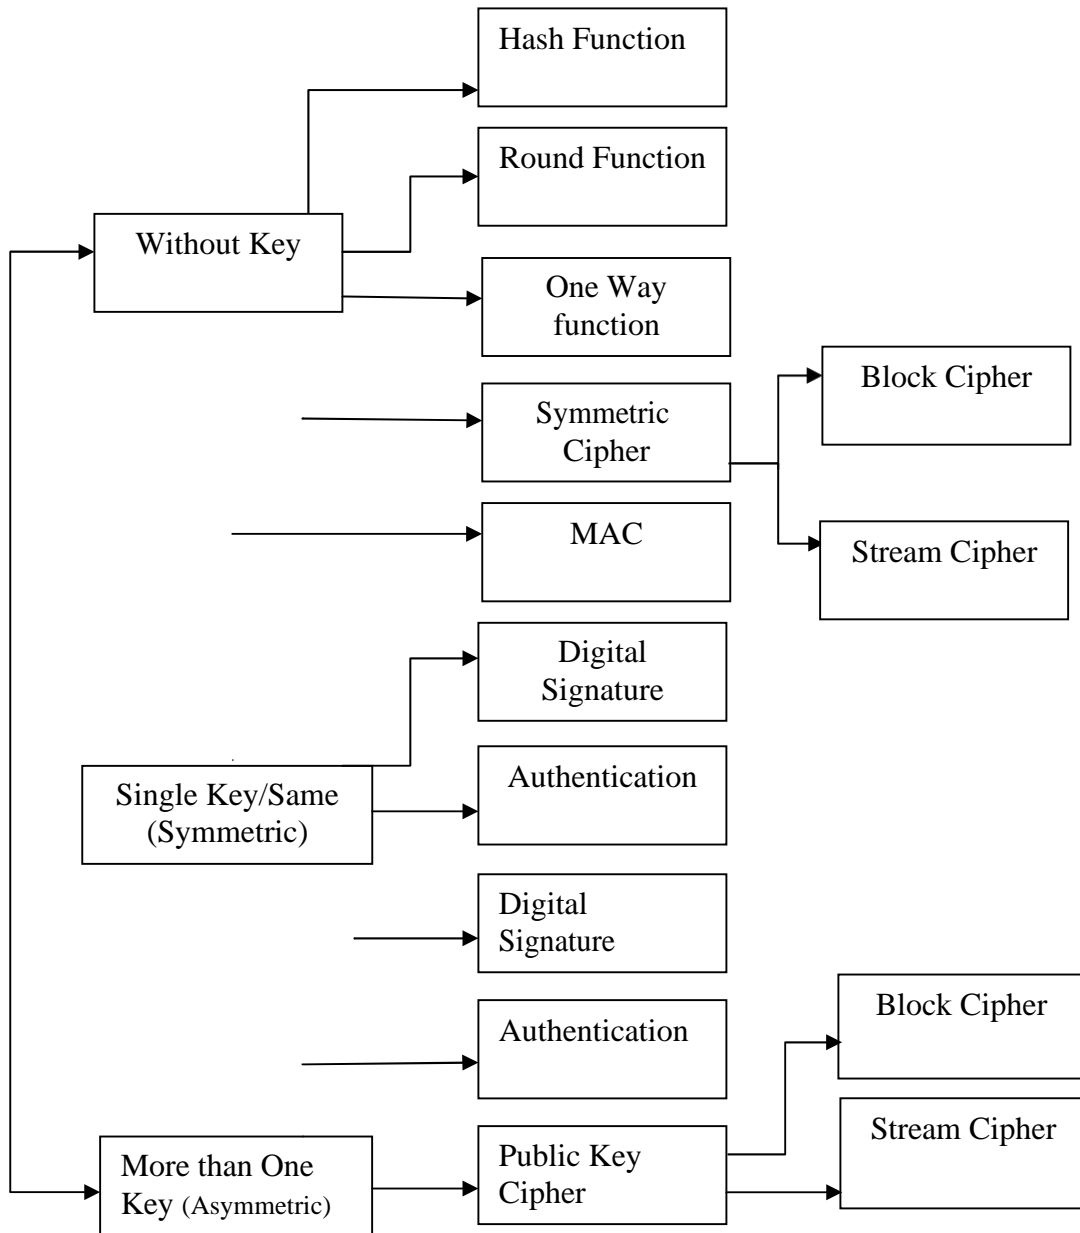 Hash Function
Round Function
Without Key
One Way
function
Block Cipher
Symmetric
Cipher
MAC
Stream Cipher
Digital
Signature
Single Key/Same
(Symmetric)
Authentication
Digital
Signature
Block Cipher
Authentication
Stream Cipher
More than One
Key (Asymmetric)
Public Key
Cipher